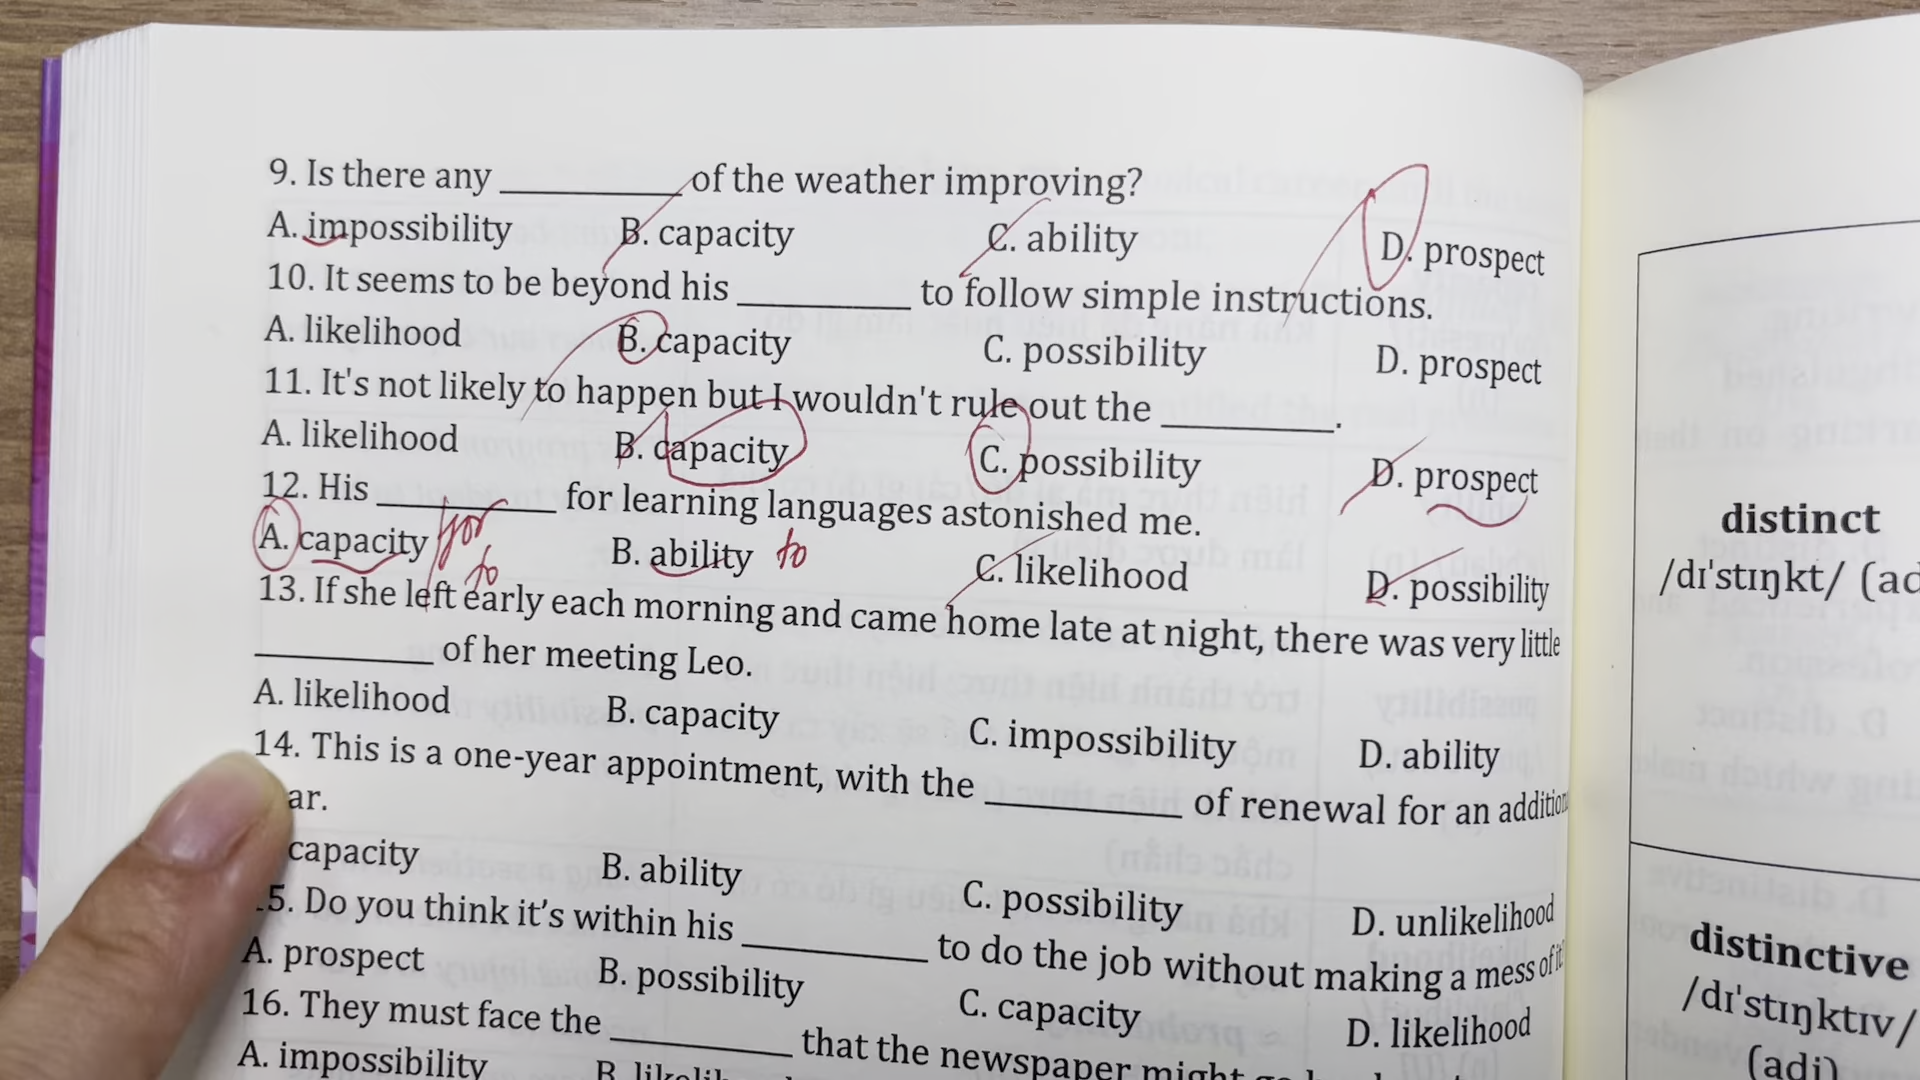 9. Is there any __________ of the weather improving?
A. impossibility B. capacity C. ability D. prospect
10. It seems to be beyond his __________ to follow simple instructions.
A. likelihood B. capacity C. possibility D. prospect
11. It's not likely to happen but I wouldn't rule out the __________.
A. likelihood B. capacity C. possibility D. prospect
12. His __________ for learning languages astonished me.
A. capacity for B. ability to C. likelihood D. possibility
to
13. If she left early each morning and came home late at night, there was very little
__________ of her meeting Leo.
A. likelihood B. capacity C. impossibility D. ability
14. This is a one-year appointment, with the __________ of renewal for an addition
ar.
capacity B. ability C. possibility D. unlikelihood
5. Do you think it's within his __________ to do the job without making a mess of it
A. prospect B. possibility C. capacity D. likelihood
16. They must face the __________ that the newspaper might
A. impossibility B.
distinct
/dɪˈstɪŋkt/ (ad
distinctive
/dɪˈstɪŋktɪv/
(adj)